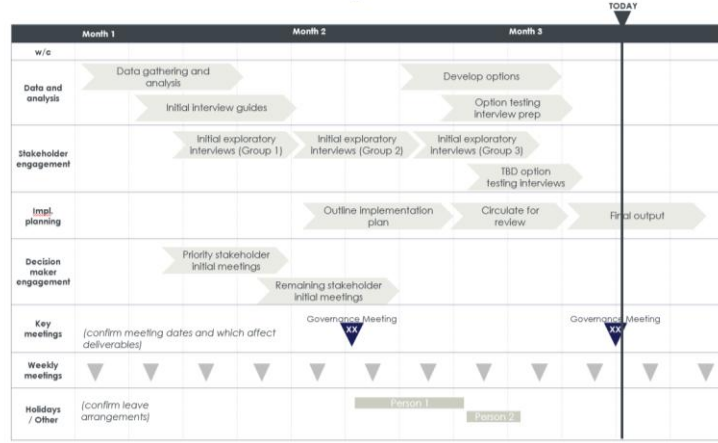 TODAY
Month 1
Month 2
Month 3
w/c
Data and
analysis
Data gathering and
analysis
Develop options
Initial interview guides
Option testing
interview prep
Stakeholder
engagement
Initial exploratory
interviews (Group 1)
Initial exploratory
interviews (Group 2)
Initial exploratory
interviews (Group 3)
TBD option
testing interviews
Impl.
planning
Outline implementation
plan
Circulate for
review
Final output
Decision
maker
engagement
Priority stakeholder
initial meetings
Remaining stakeholder
initial meetings
Key
meetings
(confirm meeting dates and which affect
deliverables)
Governance Meeting
XX
Governance Meeting
XX
Weekly
meetings
Holidays
/ Other
(confirm leave
arrangements)
Person 1
Person 2